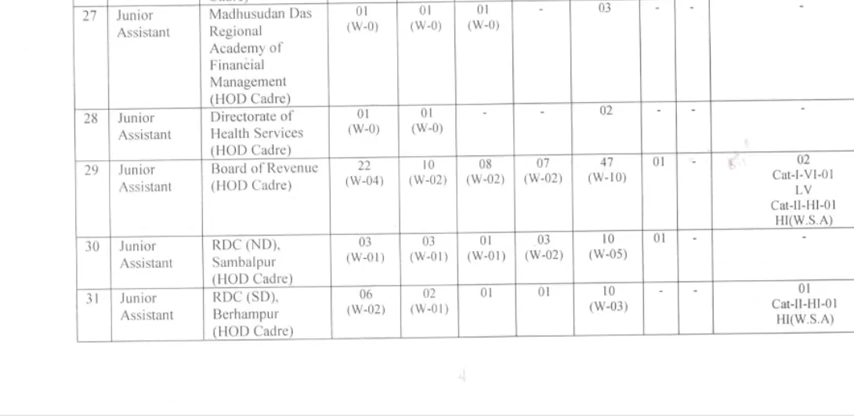 27 Junior Madhusudan Das 01 01 01 - 03 - - -
Assistant Regional (W-0) (W-0) (W-0)
Academy of
Financial
Management
(HOD Cadre)
28 Junior Directorate of 01 01 - - 02 - - -
Assistant Health Services (W-0) (W-0)
(HOD Cadre)
29 Junior Board of Revenue 22 10 08 07 47 01 - 02
Assistant (HOD Cadre) (W-04) (W-02) (W-02) (W-02) (W-10) Cat-I-VI-01
LV
Cat-II-HI-01
HI(W.S.A)
30 Junior RDC (ND), 03 03 01 03 10 01 - -
Assistant Sambalpur (W-01) (W-01) (W-01) (W-02) (W-05)
(HOD Cadre)
31 Junior RDC (SD), 06 02 01 01 10 - - 01
Assistant Berhampur (W-02) (W-01) (W-03) Cat-II-HI-01
(HOD Cadre) HI(W.S.A)
4